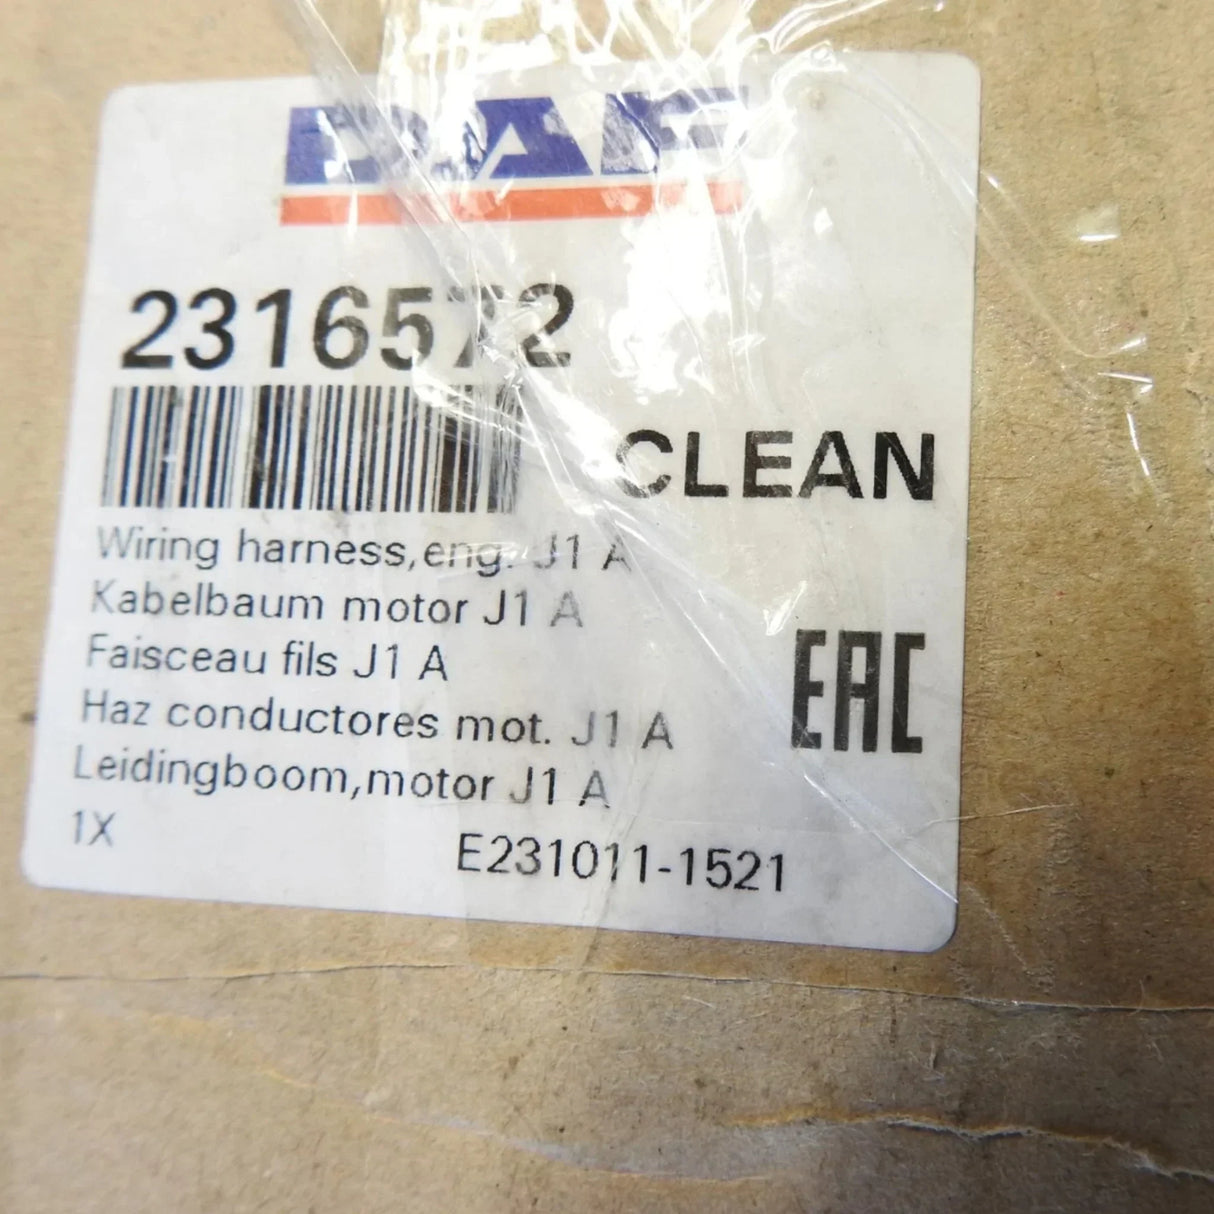 DAF
2316572
CLEAN
Wiring harness,eng. J1 A
Kabelbaum motor J1 A
Faisceau fils J1 A
Haz conductores mot. J1 A
Leidingboom,motor J1 A
EAC
1X
E231011-1521